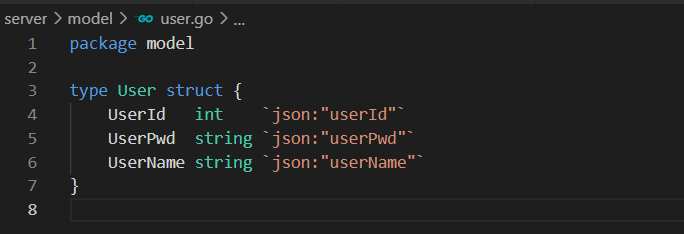 server > model > user.go > ...
1 package model
2
3 type User struct {
4     UserId   int    `json:"userId"`
5     UserPwd  string `json:"userPwd"`
6     UserName string `json:"userName"`
7 }
8